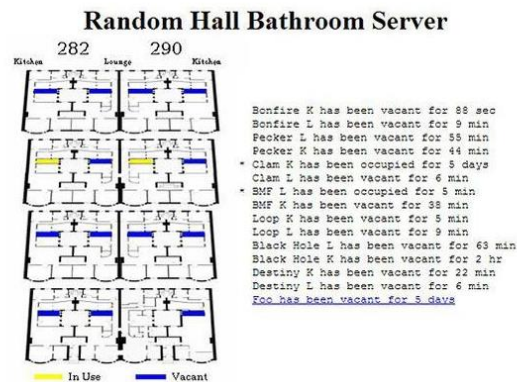 Random Hall Bathroom Server
282 290
Kitchen Lounge Kitchen
Bonfire K has been vacant for 88 sec
Bonfire L has been vacant for 9 min
Pecker L has been vacant for 55 min
Pecker K has been vacant for 44 min
* Clam K has been occupied for 5 days
Clam L has been vacant for 6 min
* BMF L has been occupied for 5 min
BMF K has been vacant for 38 min
Loop K has been vacant for 5 min
Loop L has been vacant for 9 min
Black Hole L has been vacant for 63 min
Black Hole K has been vacant for 2 hr
Destiny K has been vacant for 22 min
Destiny L has been vacant for 6 min
Foo has been vacant for 5 days
In Use Vacant